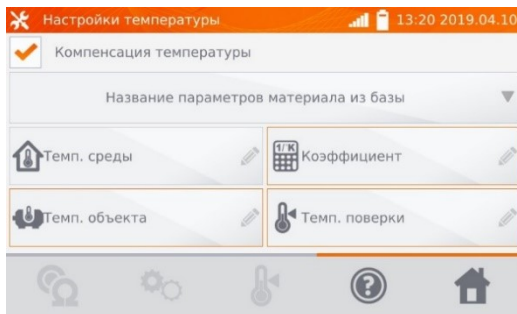 Настройки температуры 13:20 2019.04.10
Компенсация температуры
Название параметров материала из базы
Темп. среды
1/K Коэффициент
Темп. объекта
Темп. поверки
?